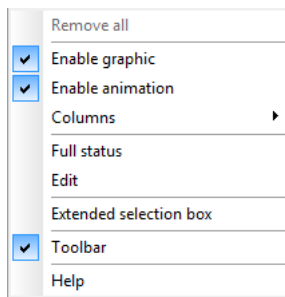 Remove all
Enable graphic
Enable animation
Columns
Full status
Edit
Extended selection box
Toolbar
Help